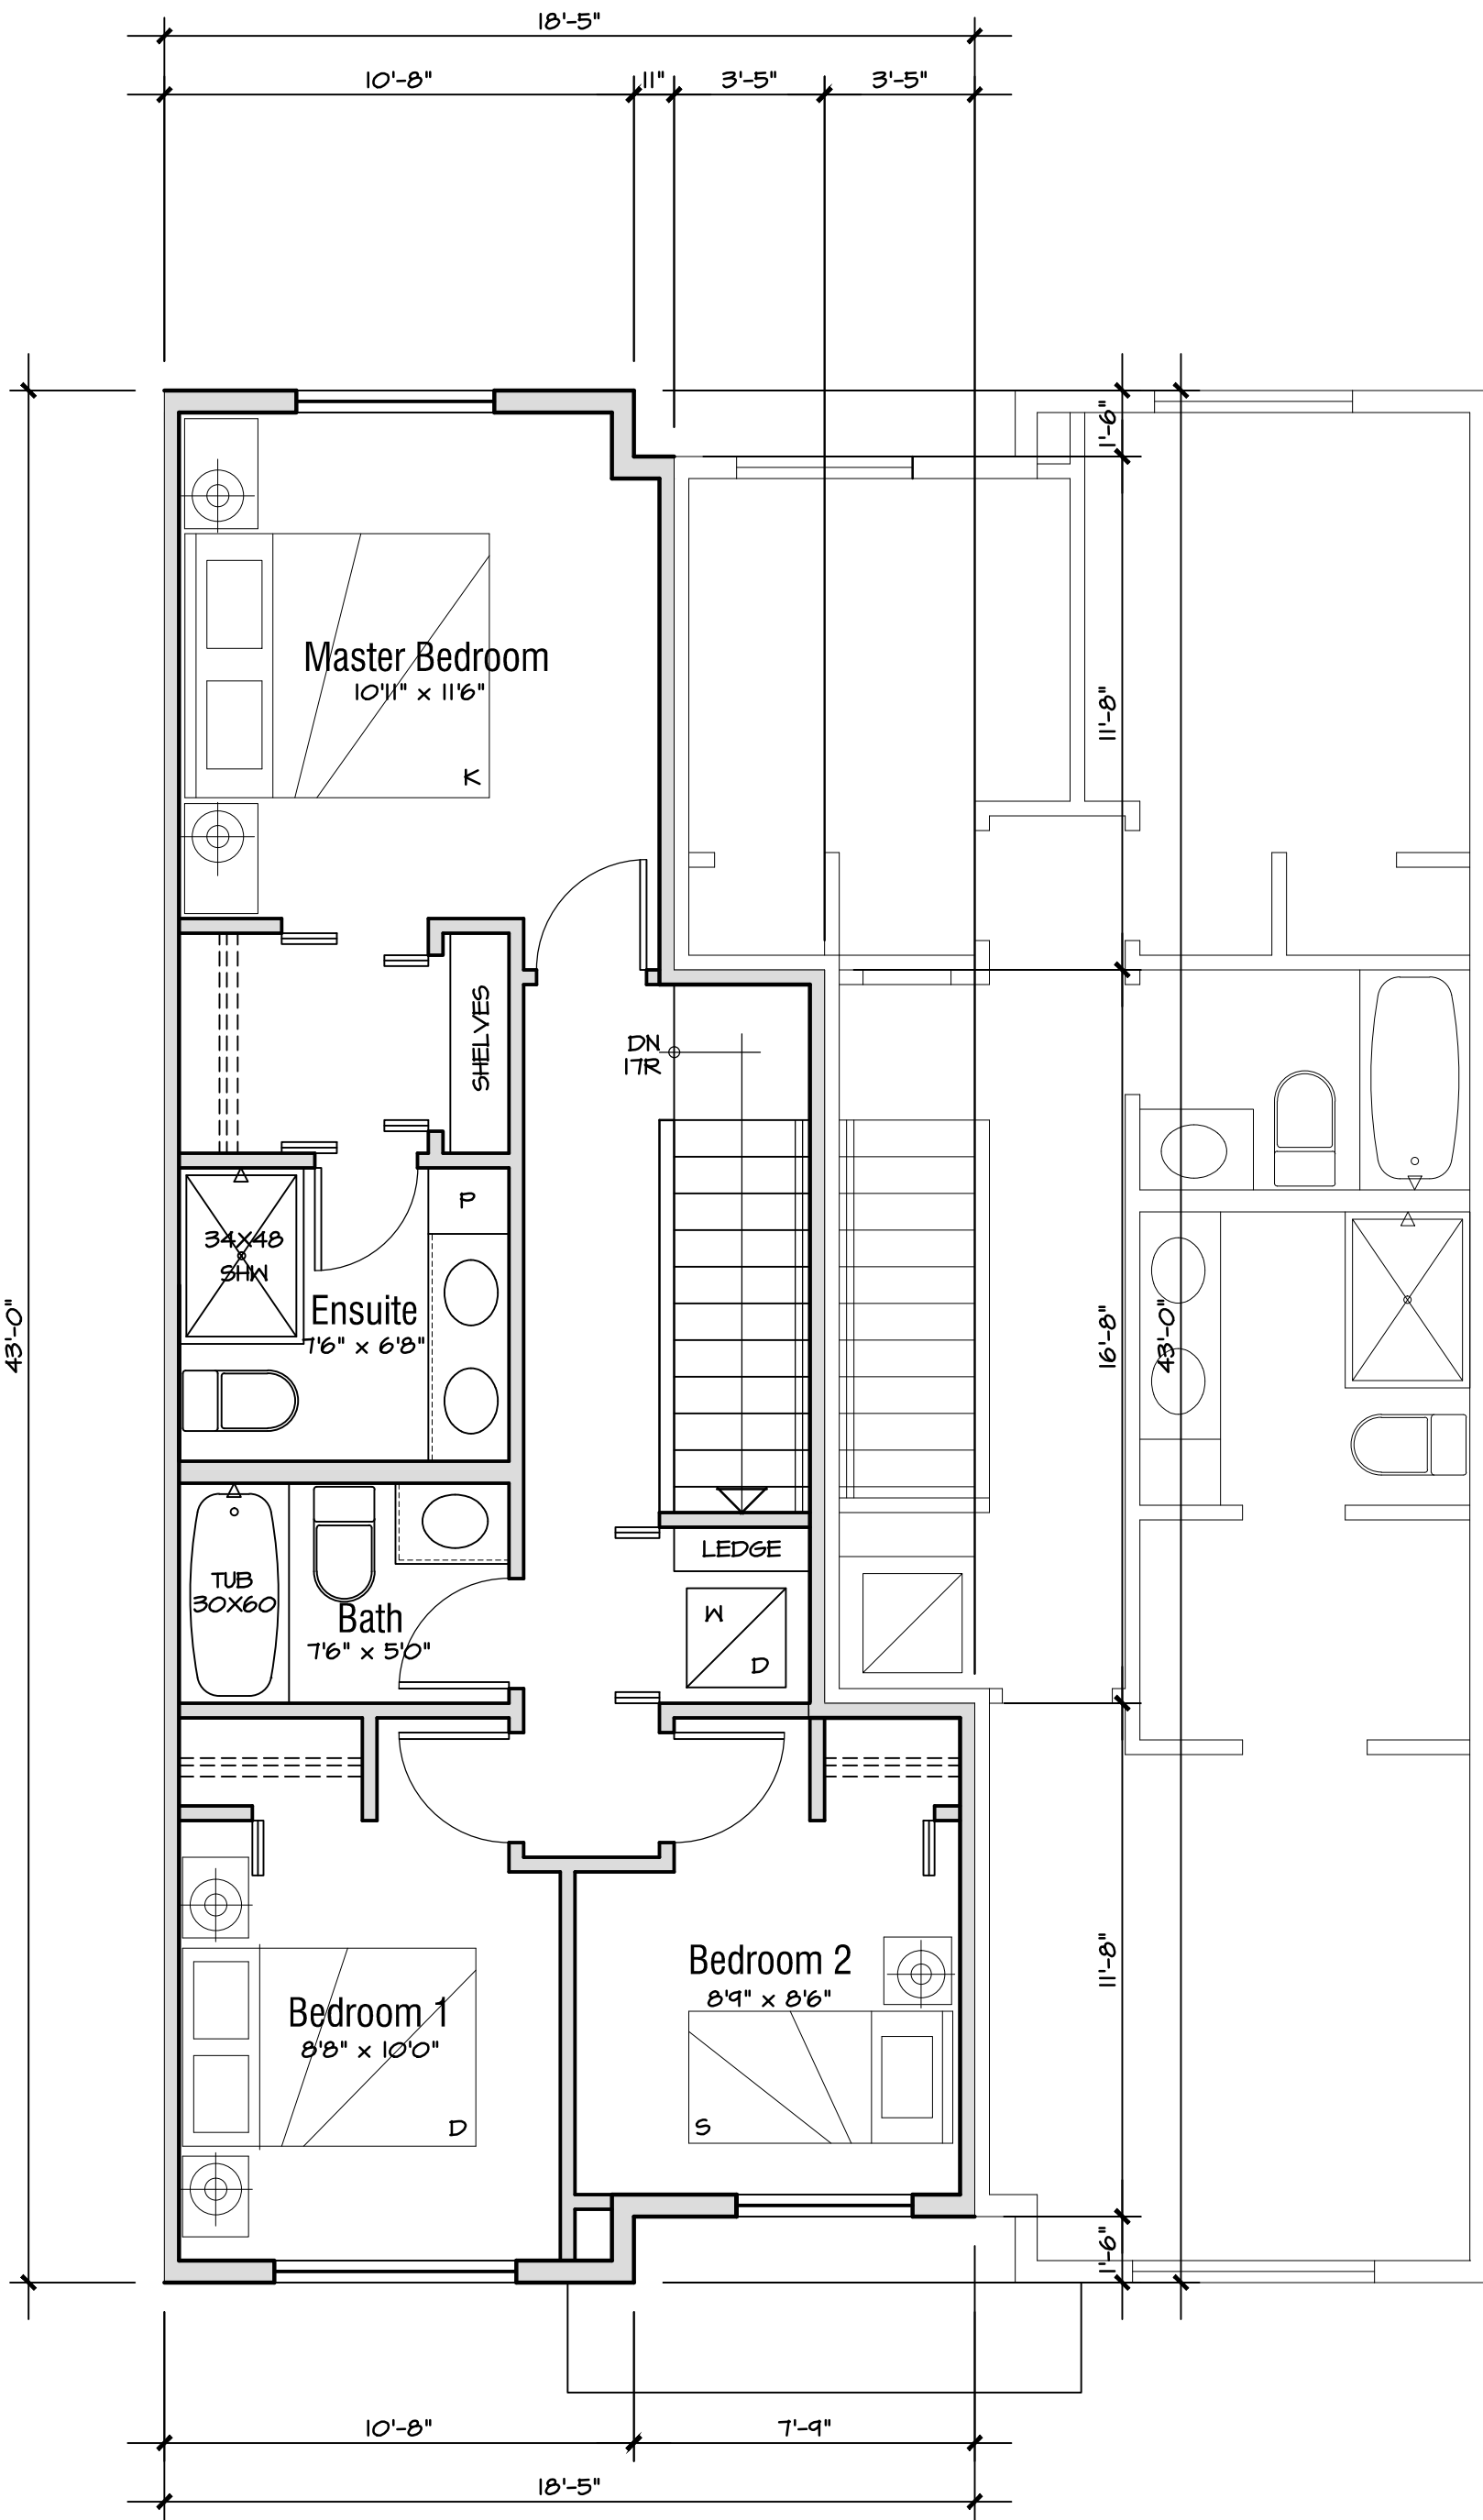 18'-5"
10'-8" 11" 3'-5" 3'-5"
1'-6"
Master Bedroom
10'11" x 11'6"
11'-8"
K
SHELVES
DN
17R
P
34X48
SHW
Ensuite
7'6" x 6'8"
43'-0"
16'-8"
43'-0"
LEDGE
TUB
30X60
Bath
7'6" x 5'0"
W
D
Bedroom 2
8'9" x 8'6"
11'-8"
Bedroom 1
8'8" x 10'0"
D
S
1'-6"
10'-8" 7'-9"
18'-5"